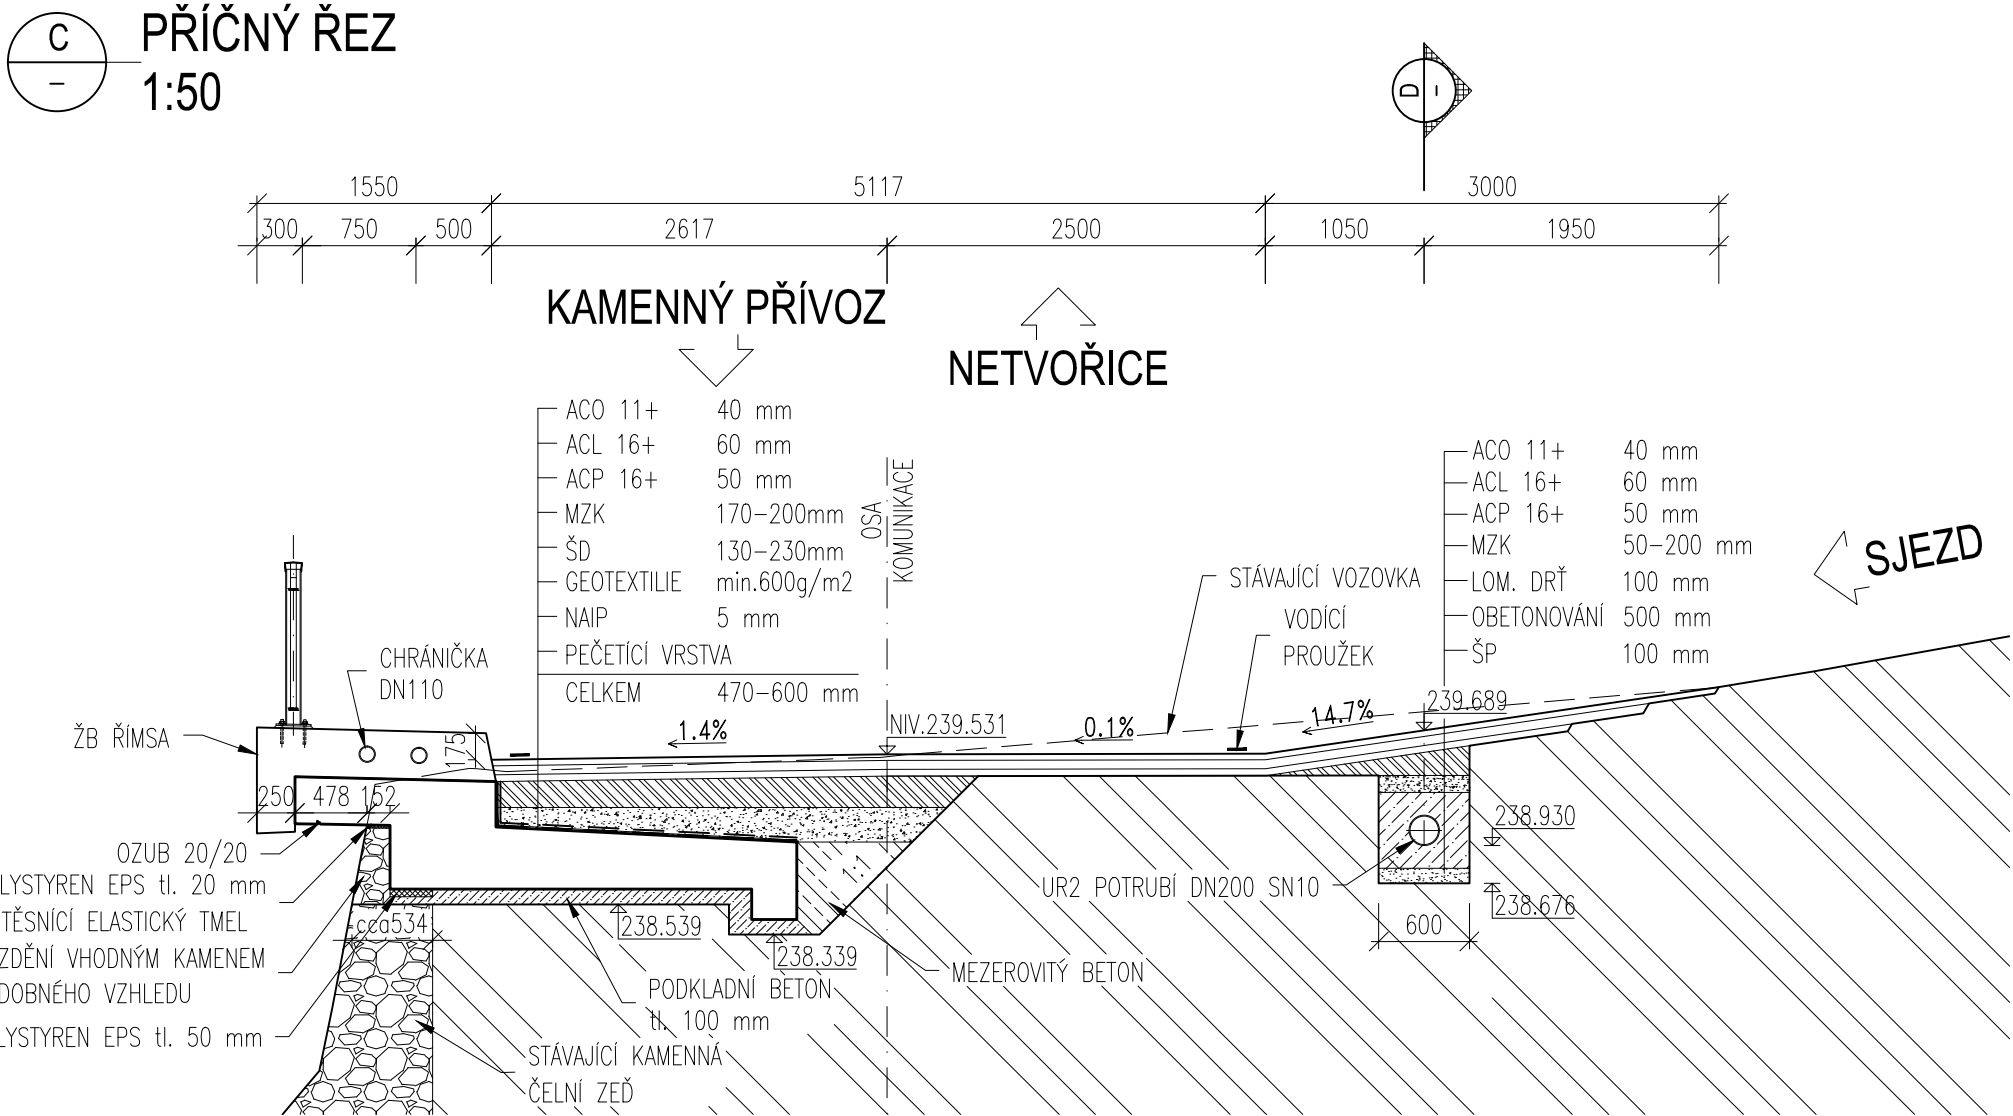 C
PŘÍČNÝ ŘEZ
–
1:50
D
–
1550
5117
3000
300
750
500
2617
2500
1050
1950
KAMENNÝ PŘÍVOZ
NETVOŘICE
ACO 11+ 40 mm
ACL 16+ 60 mm
ACP 16+ 50 mm
MZK 170-200mm
ŠD 130-230mm
GEOTEXTILIE min.600g/m2
NAIP 5 mm
PEČETÍCÍ VRSTVA
CELKEM 470-600 mm
OSA
KOMUNIKACE
ACO 11+ 40 mm
ACL 16+ 60 mm
ACP 16+ 50 mm
MZK 50-200 mm
LOM. DRŤ 100 mm
OBETONOVÁNÍ 500 mm
ŠP 100 mm
SJEZD
STÁVAJÍCÍ VOZOVKA
VODÍCÍ
PROUŽEK
CHRÁNIČKA
DN110
ŽB ŘÍMSA
175
1.4%
NIV.239.531
0.1%
14.7%
239.689
250
478
152
OZUB 20/20
LYSTYREN EPS tl. 20 mm
TĚSNÍCÍ ELASTICKÝ TMEL
ZDĚNÍ VHODNÝM KAMENEM
DOBNÉHO VZHLEDU
LYSTYREN EPS tl. 50 mm
cca534
238.539
238.339
1:1
PODKLADNÍ BETON
tl. 100 mm
MEZEROVITÝ BETON
STÁVAJÍCÍ KAMENNÁ
ČELNÍ ZEĎ
UR2 POTRUBÍ DN200 SN10
238.930
238.676
600